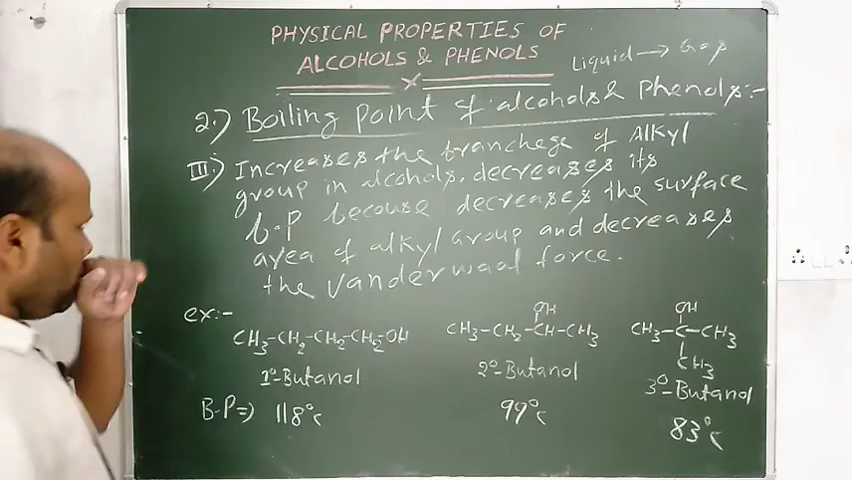 PHYSICAL PROPERTIES OF
ALCOHOLS & PHENOLS
Liquid → Gas
2.) Boiling point of alcohols & phenols:-
III.) Increases the branchege of Alkyl
group in alcohols, decreases its
b.P becouse decreases the surface
area of alkyl group and decreases
the vanderwaal force.
ex:-
OH OH
CH3-CH2-CH2-CH2-OH CH3-CH2-CH-CH3 CH3-C-CH3
CH3
1°-Butanol 2°-Butanol 3°-Butanol
B.P=) 118°c 99°c 83°c